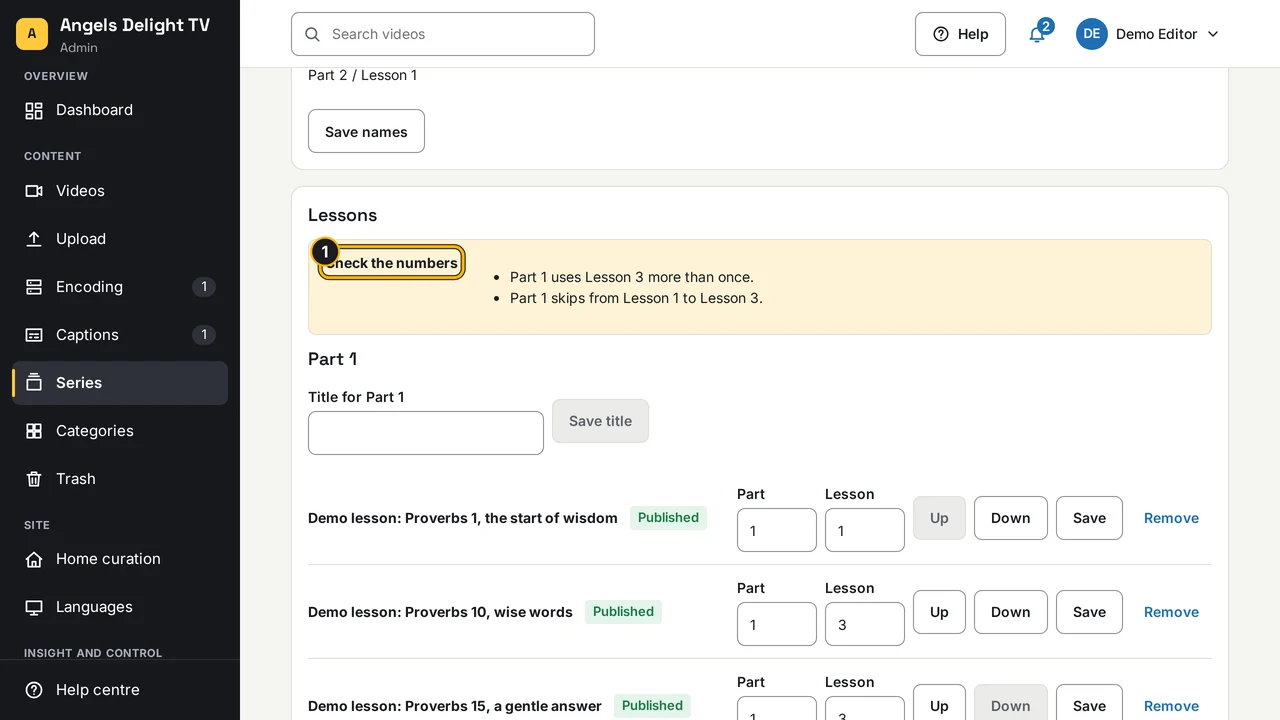 A
Angels Delight TV
Admin
OVERVIEW
Dashboard
CONTENT
Videos
Upload
Encoding 1
Captions 1
Series
Categories
Trash
SITE
Home curation
Languages
INSIGHT AND CONTROL
Help centre
Search videos
Help
2
DE Demo Editor
Part 2 / Lesson 1
Save names
Lessons
1
Check the numbers
• Part 1 uses Lesson 3 more than once.
• Part 1 skips from Lesson 1 to Lesson 3.
Part 1
Title for Part 1
Save title
Part Lesson
Demo lesson: Proverbs 1, the start of wisdom Published 1 1 Up Down Save Remove
Part Lesson
Demo lesson: Proverbs 10, wise words Published 1 3 Up Down Save Remove
Part Lesson
Demo lesson: Proverbs 15, a gentle answer Published 1 3 Up Down Save Remove